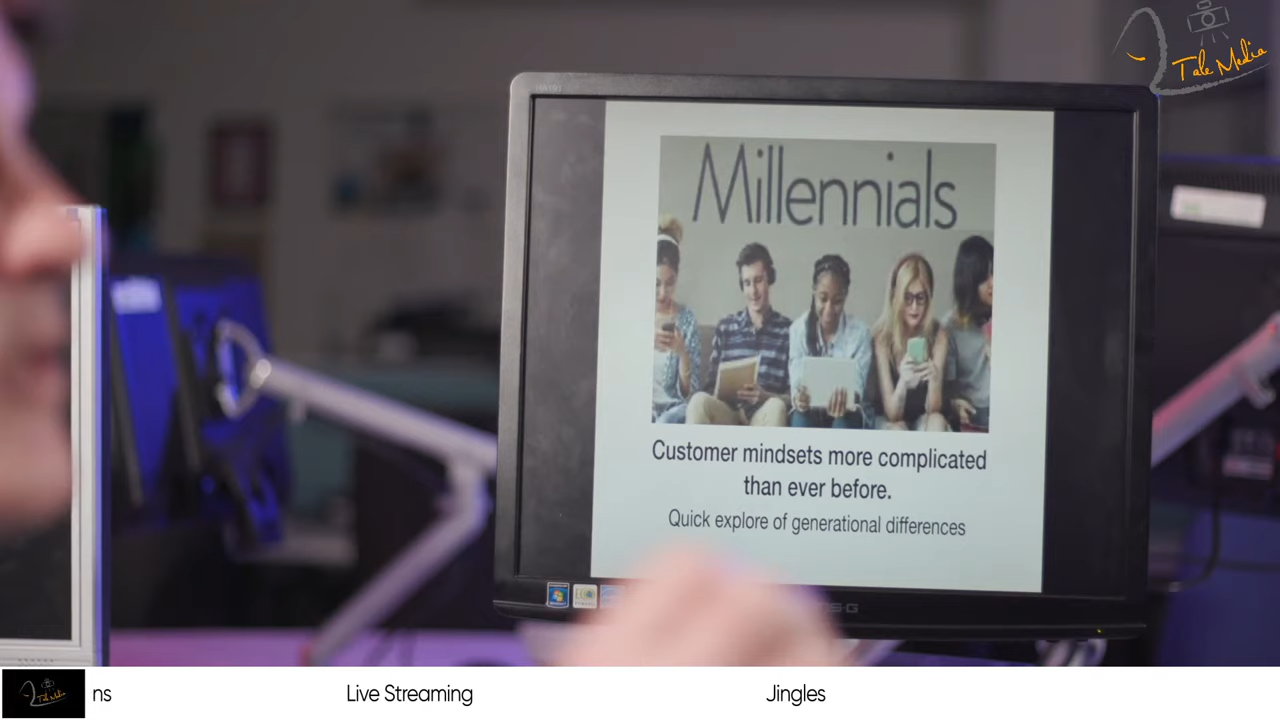 Tale Media
Millennials
Customer mindsets more complicated
than ever before.
Quick explore of generational differences
ns
Live Streaming
Jingles